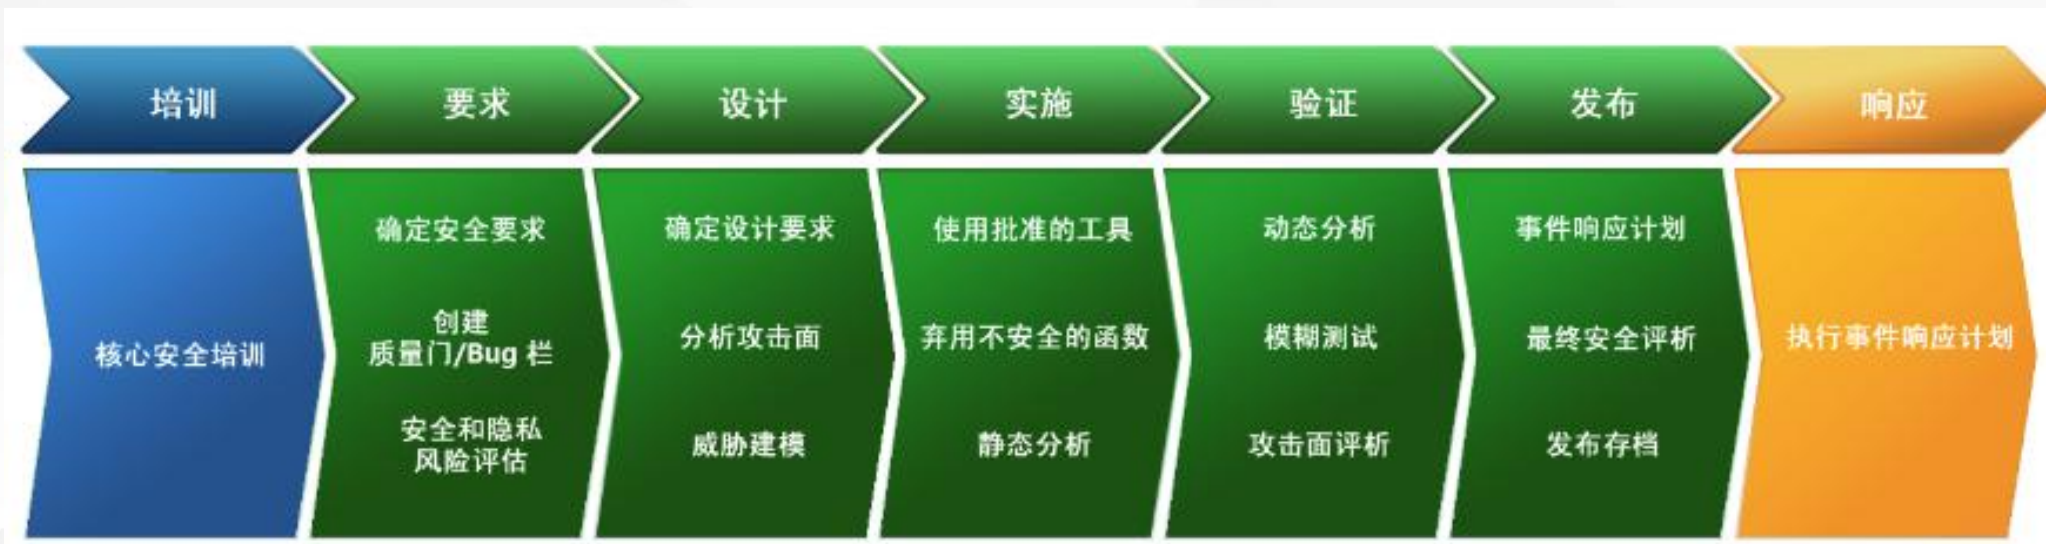 培训
要求
设计
实施
验证
发布
响应
核心安全培训
确定安全要求
创建
质量门/Bug 栏
安全和隐私
风险评估
确定设计要求
分析攻击面
威胁建模
使用批准的工具
弃用不安全的函数
静态分析
动态分析
模糊测试
攻击面评析
事件响应计划
最终安全评析
发布存档
执行事件响应计划